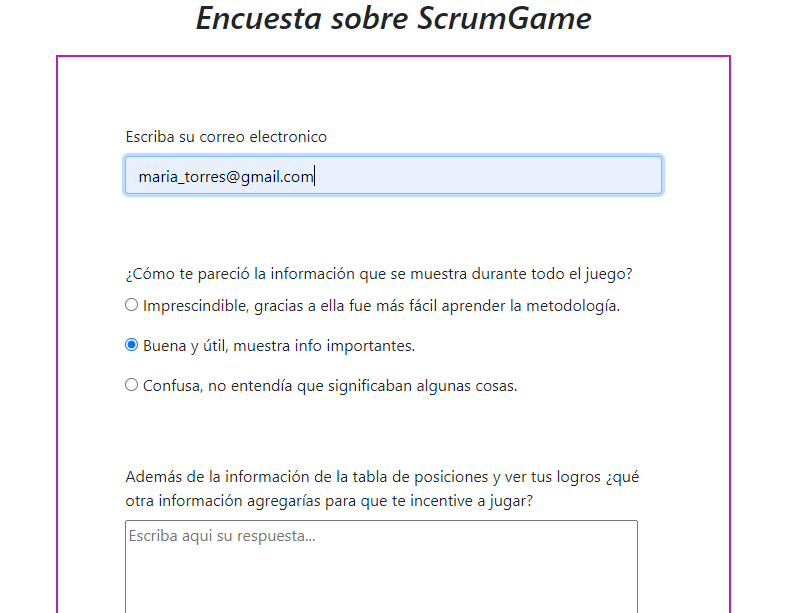 Encuesta sobre ScrumGame
Escriba su correo electronico
maria_torres@gmail.com
¿Cómo te pareció la información que se muestra durante todo el juego?
Imprescindible, gracias a ella fue más fácil aprender la metodología.
Buena y útil, muestra info importantes.
Confusa, no entendía que significaban algunas cosas.
Además de la información de la tabla de posiciones y ver tus logros ¿qué
otra información agregarías para que te incentive a jugar?
Escriba aqui su respuesta...